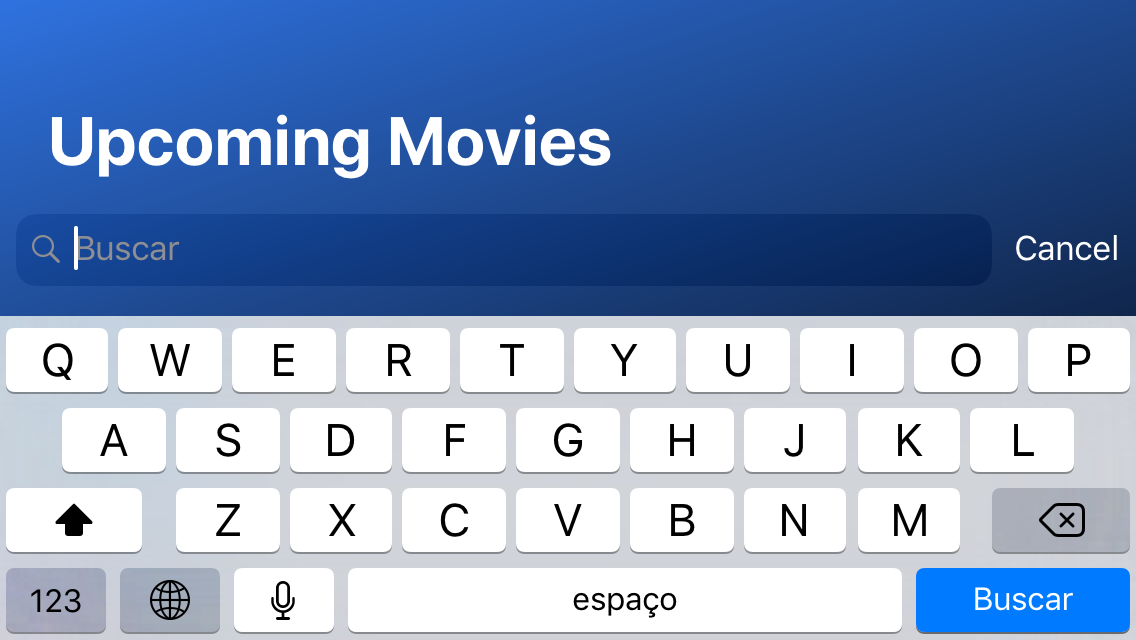 Upcoming Movies
Buscar Cancel
Q W E R T Y U I O P
A S D F G H J K L
Z X C V B N M
123 espaço Buscar